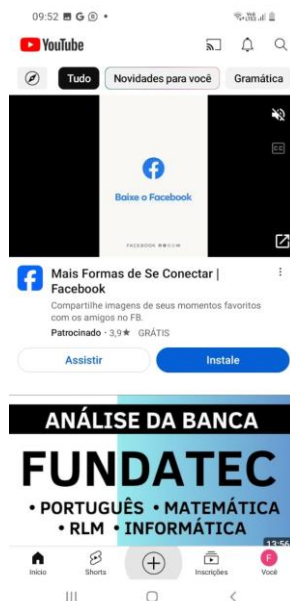 09:52
YouTube
Tudo Novidades para você Gramática
CC
Baixe o Facebook
Mais Formas de Se Conectar |
Facebook
Compartilhe imagens de seus momentos favoritos
com os amigos no FB.
Patrocinado · 3,9★ GRÁTIS
Assistir Instale
ANÁLISE DA BANCA
FUNDATEC
• PORTUGUÊS • MATEMÁTICA
• RLM • INFORMÁTICA
13:56
Início Shorts Inscrições Você